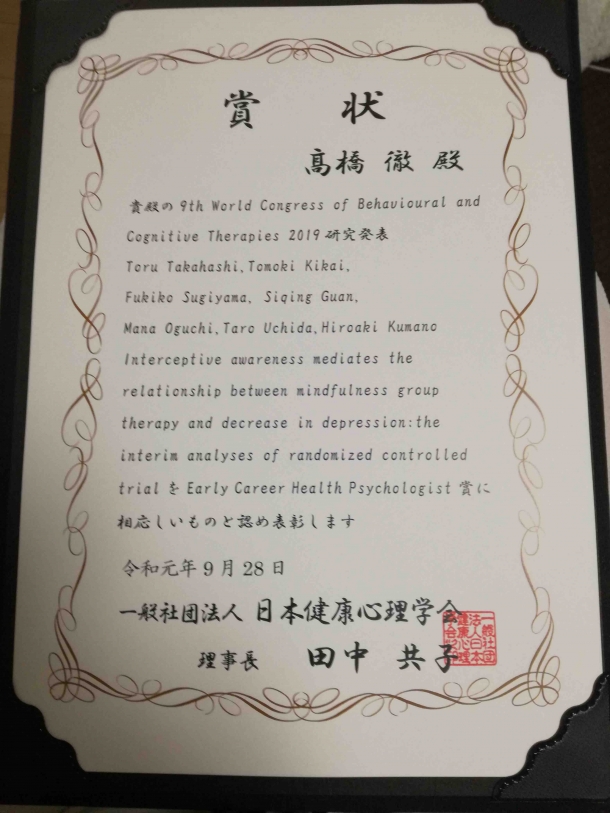 賞状
髙橋 徹 殿
貴殿の 9th World Congress of Behavioural and
Cognitive Therapies 2019 研究発表
Toru Takahashi,Tomoki Kikai,
Fukiko Sugiyama, Siqing Guan,
Mana Oguchi,Taro Uchida,Hiroaki Kumano
Interceptive awareness mediates the
relationship between mindfulness group
therapy and decrease in depression:the
interim analyses of randomized controlled
trial を Early Career Health Psychologist 賞に
相応しいものと認め表彰します
令和元年9月28日
一般社団法人 日本健康心理学会
理事長 田中 共子